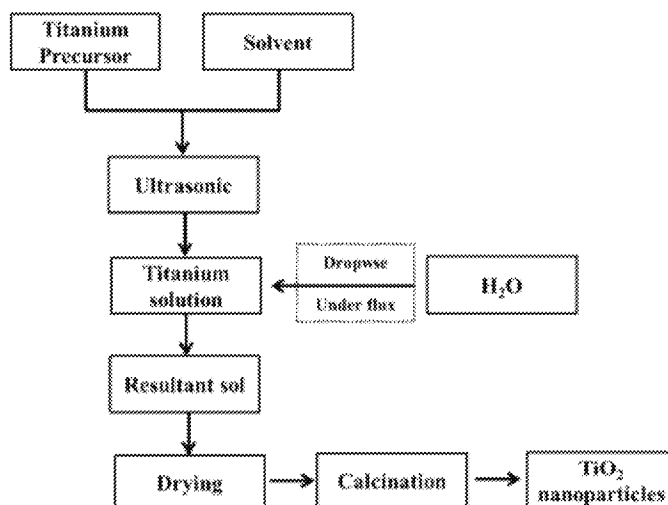 Titanium
Precursor
Solvent
Ultrasonic
Titanium
solution
Dropwse
Under flux
H₂O
Resultant sol
Drying
Calcination
TiO₂
nanoparticles